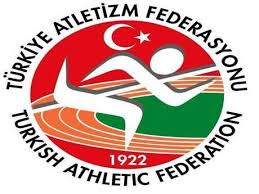 TÜRKİYE ATLETİZM FEDERASYONU
1922
TURKISH ATHLETIC FEDERATION